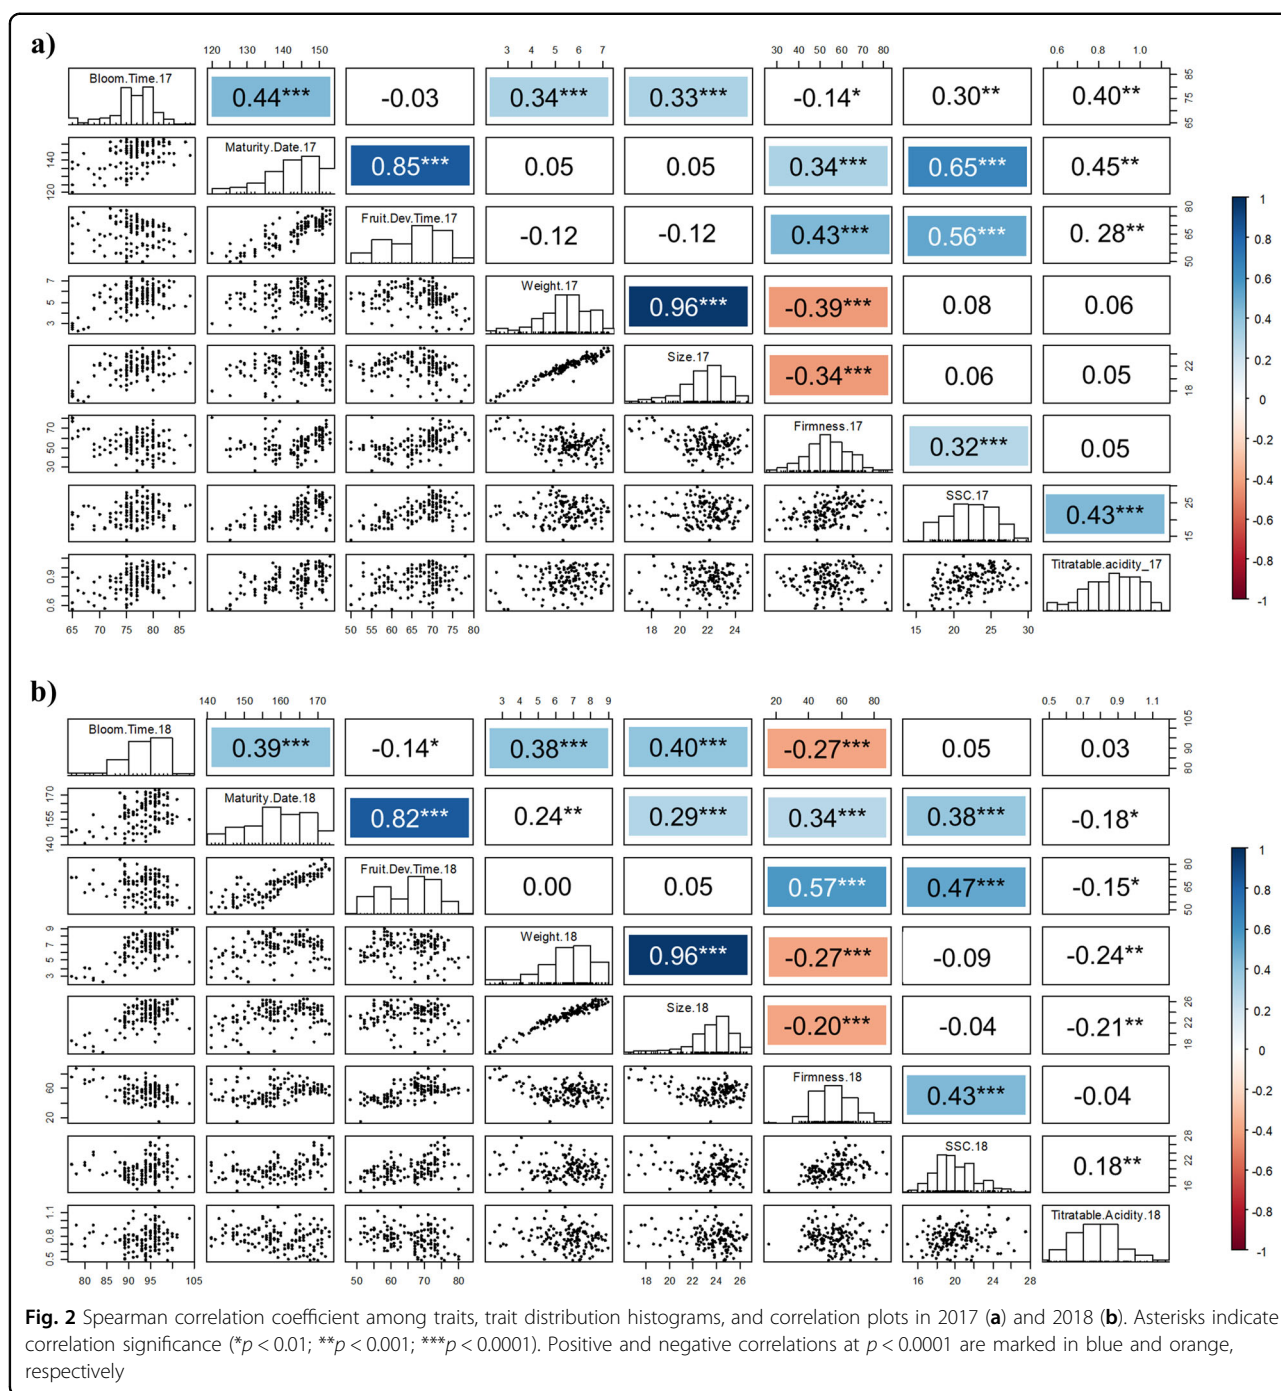 a)
120 130 140 150
3 4 5 6 7
30 40 50 60 70 80
0.6 0.8 1.0
Bloom.Time.17
0.44***
-0.03
0.34***
0.33***
-0.14*
0.30**
0.40**
65 75 85
120 140
Maturity.Date.17
0.85***
0.05
0.05
0.34***
0.65***
0.45**
Fruit.Dev.Time.17
-0.12
-0.12
0.43***
0.56***
0. 28**
50 65 80
3 5 7
Weight.17
0.96***
-0.39***
0.08
0.06
Size.17
-0.34***
0.06
0.05
18 22
30 50 70
Firmness.17
0.32***
0.05
SSC.17
0.43***
15 25
0.6 0.9
Titratable.acidity_17
65 70 75 80 85
50 55 60 65 70 75 80
18 20 22 24
15 20 25 30
1
0.8
0.6
0.4
0.2
0
-0.2
-0.4
-0.6
-0.8
-1
b)
140 150 160 170
3 4 5 6 7 8 9
20 40 60 80
0.5 0.7 0.9 1.1
Bloom.Time.18
0.39***
-0.14*
0.38***
0.40***
-0.27***
0.05
0.03
80 90 105
140 155 170
Maturity.Date.18
0.82***
0.24**
0.29***
0.34***
0.38***
-0.18*
Fruit.Dev.Time.18
0.00
0.05
0.57***
0.47***
-0.15*
50 65 80
3 5 7 9
Weight.18
0.96***
-0.27***
-0.09
-0.24**
Size.18
-0.20***
-0.04
-0.21**
18 22 26
20 60
Firmness.18
0.43***
-0.04
SSC.18
0.18**
16 22 28
0.5 0.8 1.1
Titratable.Acidity.18
80 85 90 95 105
50 60 70 80
18 20 22 24 26
16 20 24 28
1
0.8
0.6
0.4
0.2
0
-0.2
-0.4
-0.6
-0.8
-1
Fig. 2 Spearman correlation coefficient among traits, trait distribution histograms, and correlation plots in 2017 (a) and 2018 (b). Asterisks indicate
correlation significance (*p < 0.01; **p < 0.001; ***p < 0.0001). Positive and negative correlations at p < 0.0001 are marked in blue and orange,
respectively